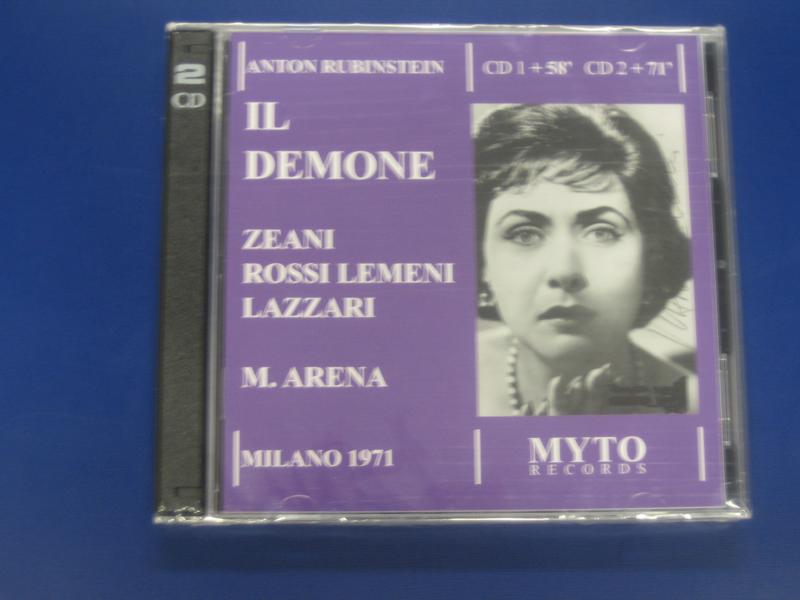 2
CD
ANTON RUBINSTEIN
CD 1 + 58' CD 2 + 71'
IL
DEMONE
ZEANI
ROSSI LEMENI
LAZZARI
M. ARENA
MILANO 1971
MYTO
RECORDS